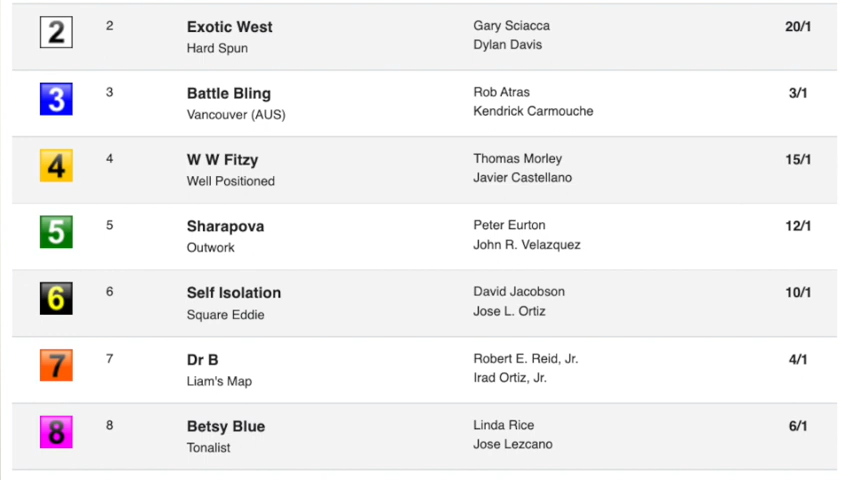 2 2 Exotic West Gary Sciacca 20/1
Hard Spun Dylan Davis
3 3 Battle Bling Rob Atras 3/1
Vancouver (AUS) Kendrick Carmouche
4 4 W W Fitzy Thomas Morley 15/1
Well Positioned Javier Castellano
5 5 Sharapova Peter Eurton 12/1
Outwork John R. Velazquez
6 6 Self Isolation David Jacobson 10/1
Square Eddie Jose L. Ortiz
7 7 Dr B Robert E. Reid, Jr. 4/1
Liam's Map Irad Ortiz, Jr.
8 8 Betsy Blue Linda Rice 6/1
Tonalist Jose Lezcano